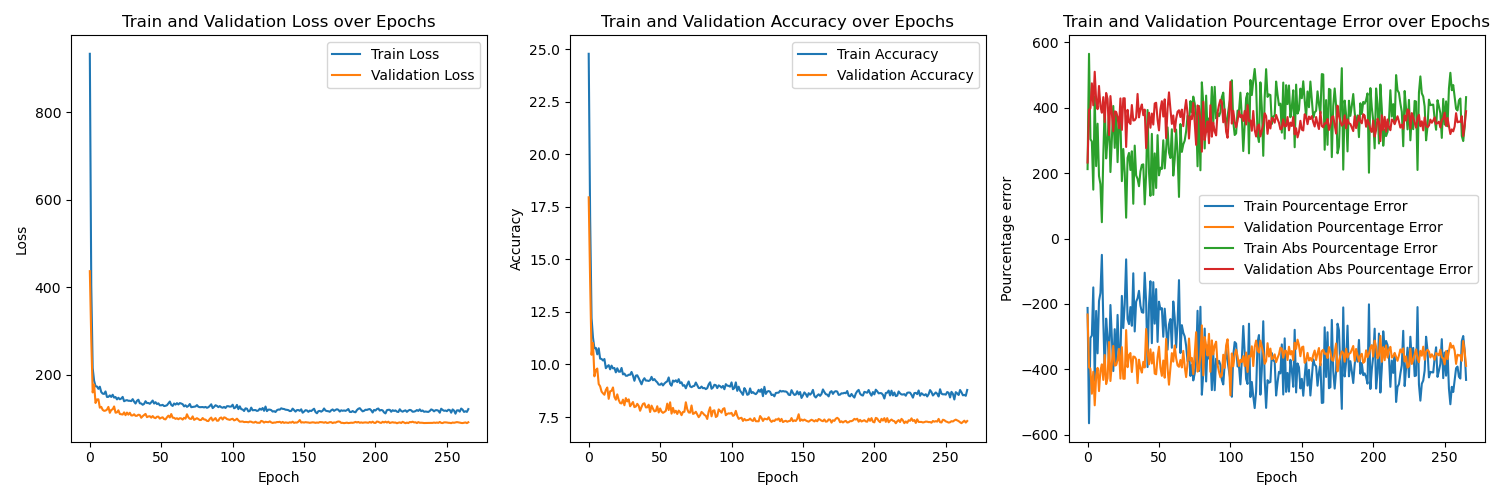 Train and Validation Loss over Epochs
Train Loss
Validation Loss
800
600
400
200
Loss
0
50
100
150
200
250
Epoch
Train and Validation Accuracy over Epochs
Train Accuracy
Validation Accuracy
25.0
22.5
20.0
17.5
15.0
12.5
10.0
7.5
Accuracy
0
50
100
150
200
250
Epoch
Train and Validation Pourcentage Error over Epochs
600
400
200
0
−200
−400
−600
Pourcentage error
Train Pourcentage Error
Validation Pourcentage Error
Train Abs Pourcentage Error
Validation Abs Pourcentage Error
0
50
100
150
200
250
Epoch